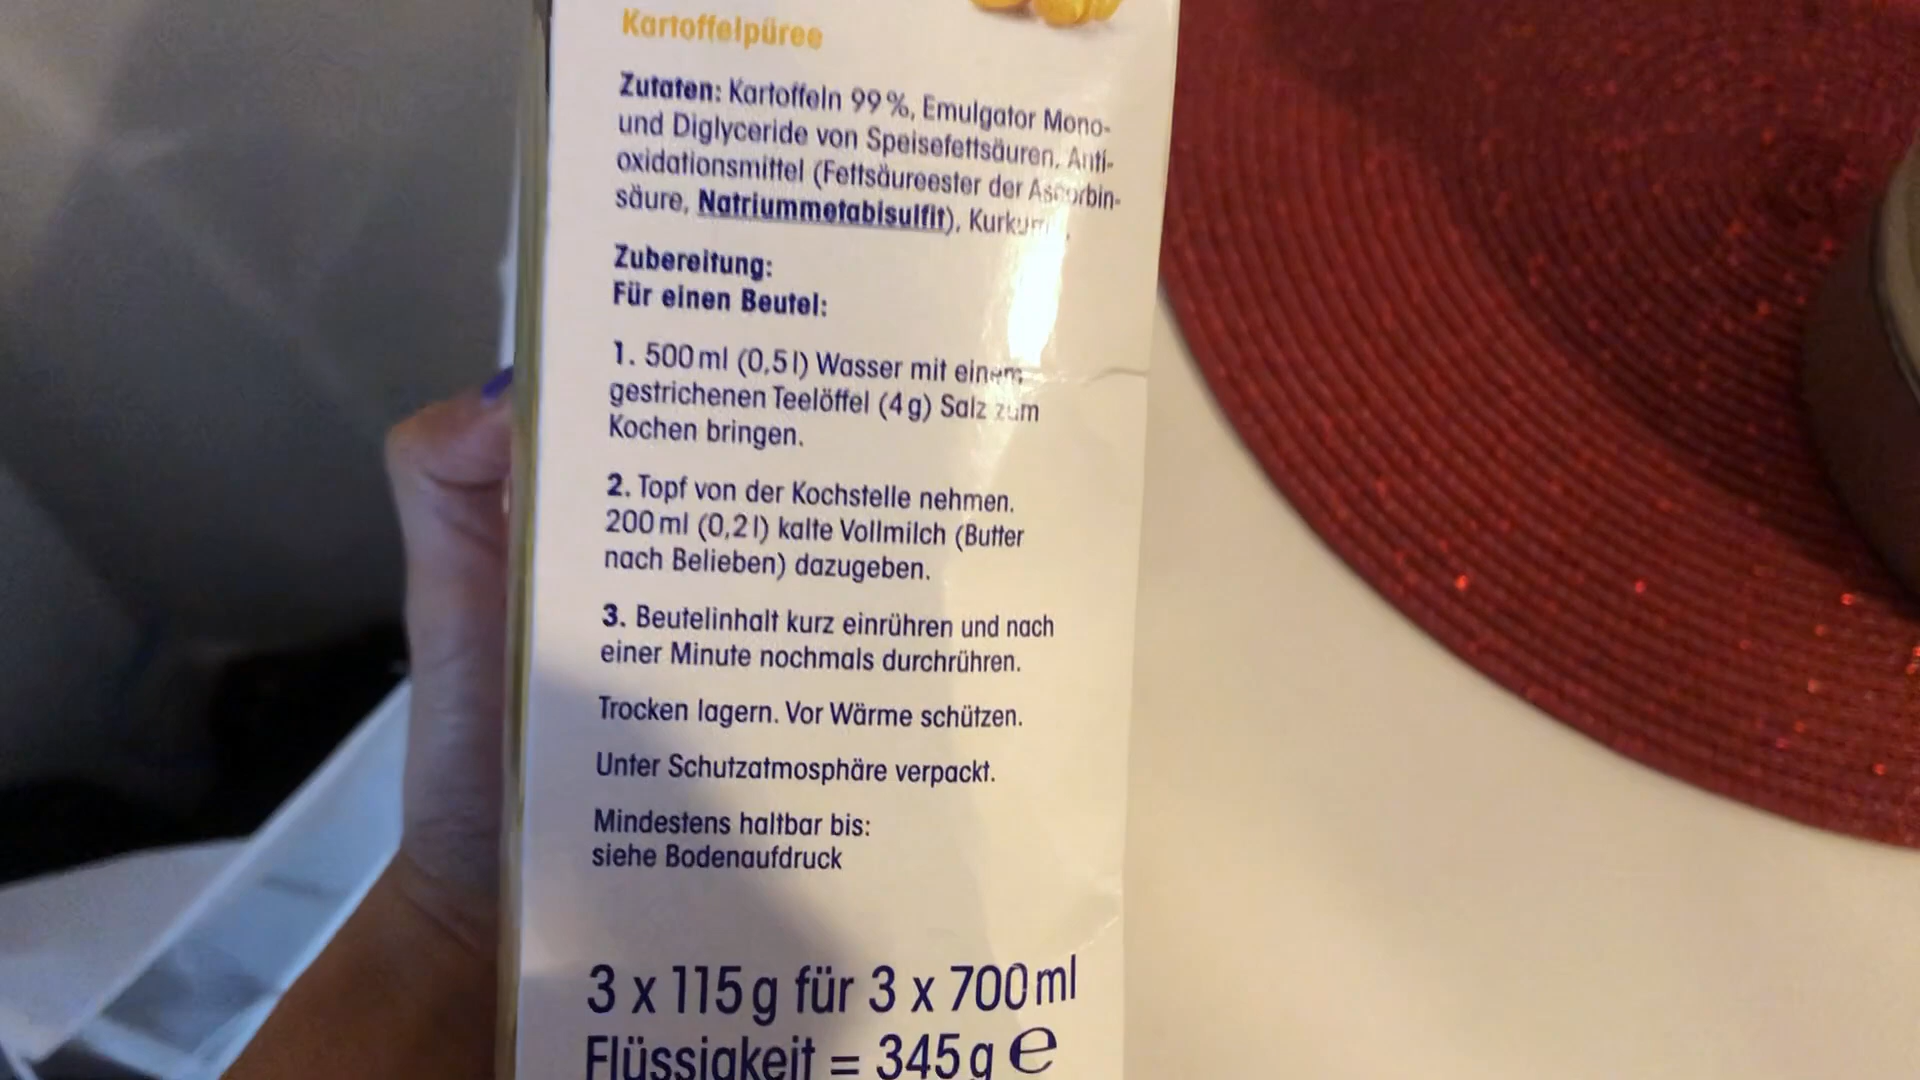 Kartoffelpüree
Zutaten: Kartoffeln 99 %, Emulgator Mono-
und Diglyceride von Speisefettsäuren, Anti-
oxidationsmittel (Fettsäureester der Ascorbin-
säure, Natriummetabisulfit),
Zubereitung:
Für einen Beutel:
1. 500 ml (0,5 l) Wasser mit einem
gestrichenen Teelöffel (4 g) Salz zum
Kochen bringen.
2. Topf von der Kochstelle nehmen.
200 ml (0,2 l) kalte Vollmilch (Butter
nach Belieben) dazugeben.
3. Beutelinhalt kurz einrühren und nach
einer Minute nochmals durchrühren.
Trocken lagern. Vor Wärme schützen.
Unter Schutzatmosphäre verpackt.
Mindestens haltbar bis:
siehe Bodenaufdruck
3 x 115 g für 3 x 700 ml
Flüssigkeit = 345 g e